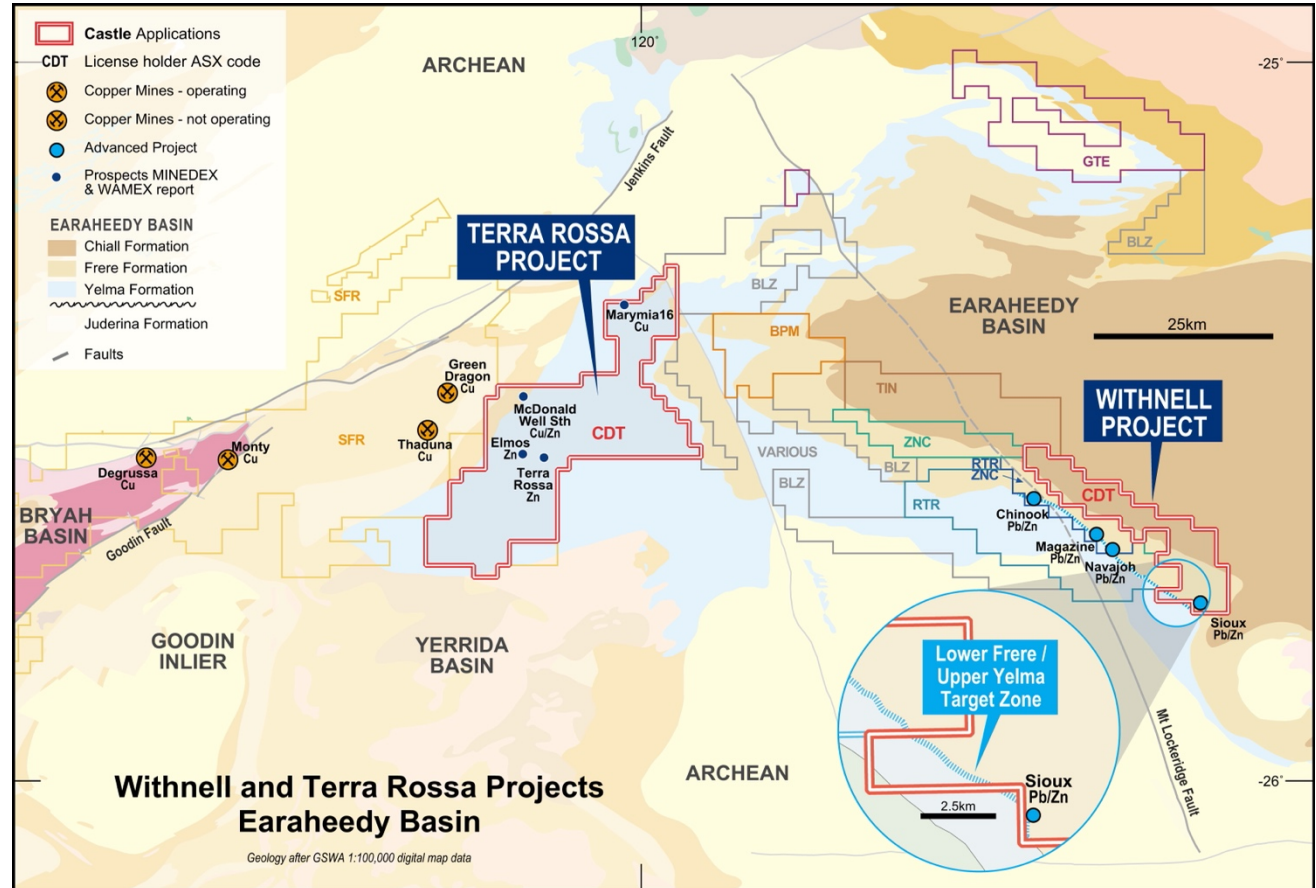 Castle Applications
CDT License holder ASX code
Copper Mines - operating
Copper Mines - not operating
Advanced Project
Prospects MINEDEX
& WAMEX report
EARAHEEDY BASIN
Chiall Formation
Frere Formation
Yelma Formation
Juderina Formation
Faults
120°
-25°
ARCHEAN
Jenkins Fault
GTE
BLZ
TERRA ROSSA
PROJECT
SFR
BLZ
Marymia16
Cu
BPM
EARAHEEDY
BASIN
25km
Green
Dragon
Cu
TIN
WITHNELL
PROJECT
McDonald
Well Sth
Cu/Zn
SFR
Thaduna
Cu
CDT
Elmos
Zn
Terra
Rossa
Zn
VARIOUS
ZNC
BLZ
BLZ
RTR
RTR
ZNC
CDT
Monty
Cu
Degrussa
Cu
BRYAH
BASIN
Goodin Fault
Chinook
Pb/Zn
Magazine
Pb/Zn
Navajoh
Pb/Zn
Sioux
Pb/Zn
GOODIN
INLIER
YERRIDA
BASIN
Lower Frere /
Upper Yelma
Target Zone
Mt Lockeridge Fault
ARCHEAN
Sioux
Pb/Zn
2.5km
-26°
Withnell and Terra Rossa Projects
Earaheedy Basin
Geology after GSWA 1:100,000 digital map data